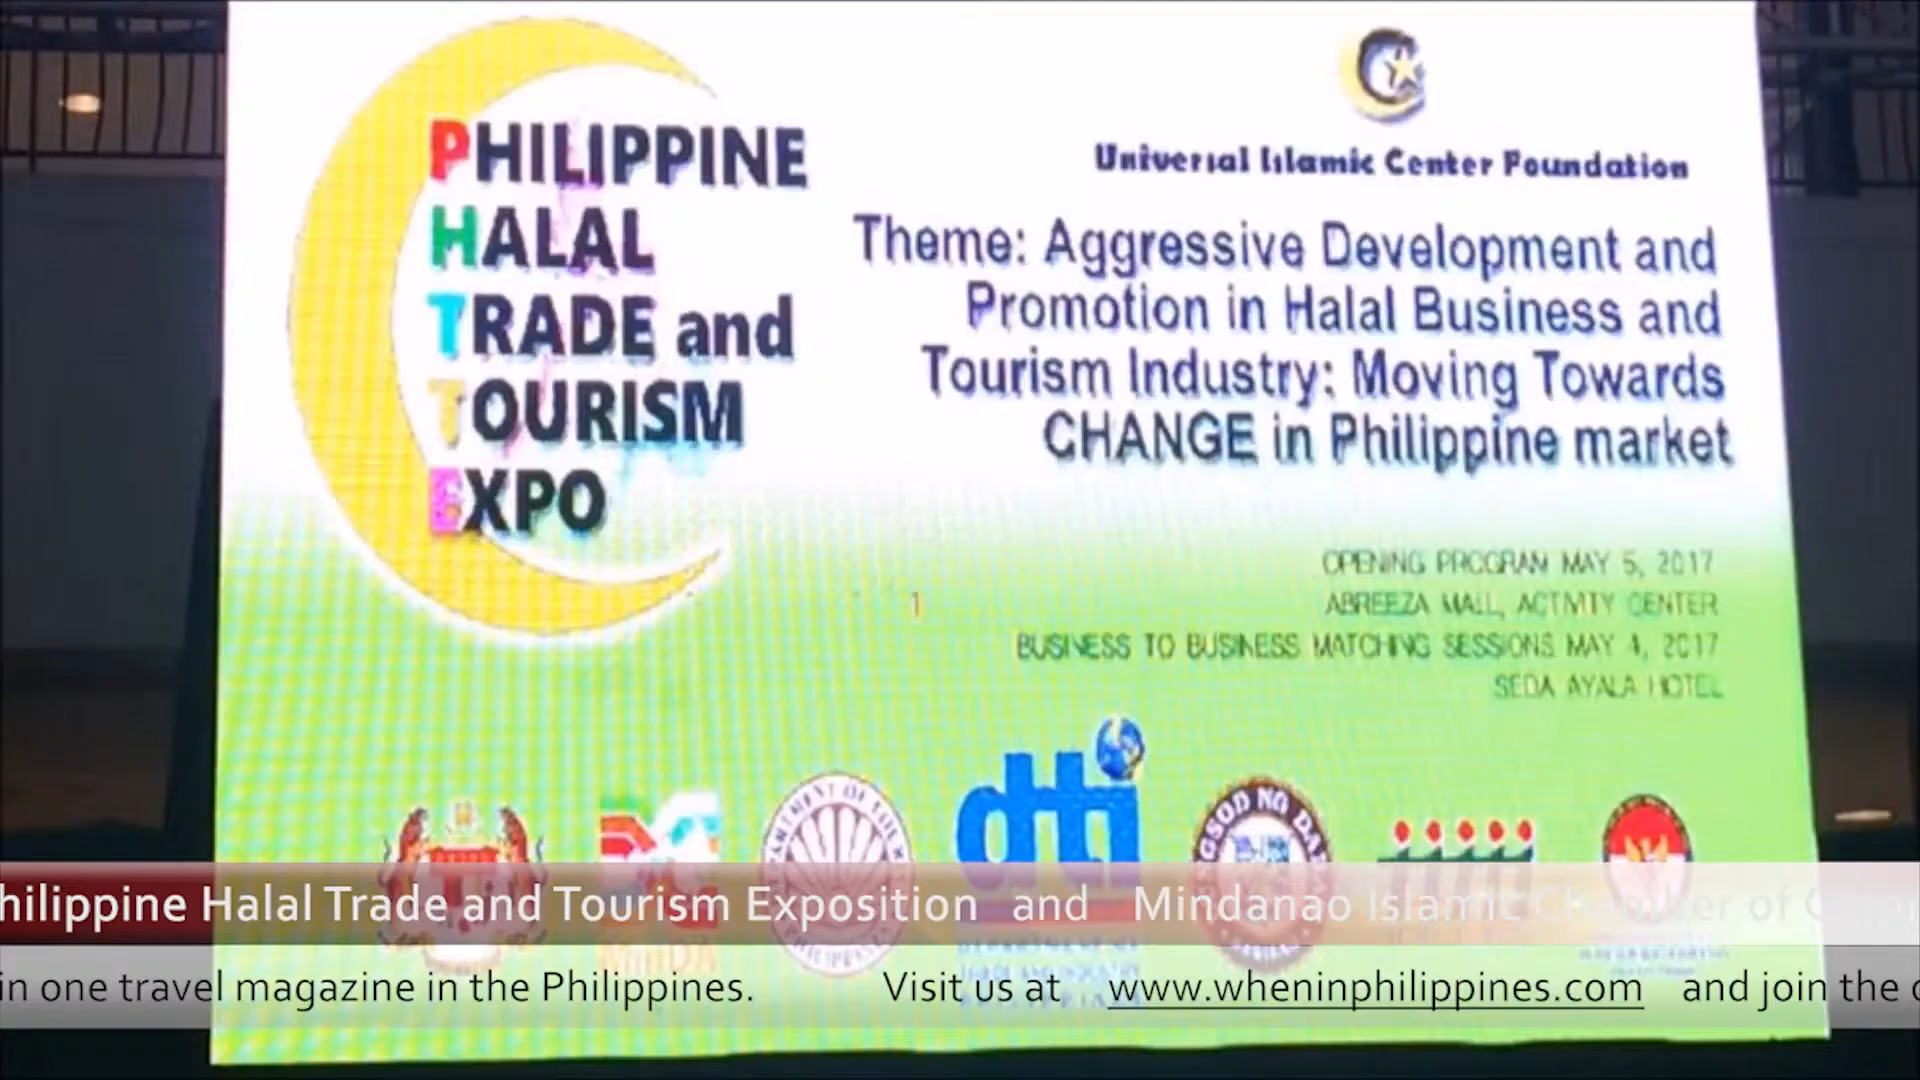 PHILIPPINE
HALAL
TRADE and
TOURISM
EXPO
Universal Islamic Center Foundation
Theme: Aggressive Development and
Promotion in Halal Business and
Tourism Industry: Moving Towards
CHANGE in Philippine market
OPENING PROGRAM MAY 5, 2017
ABREEZA MALL, ACTIVITY CENTER
BUSINESS TO BUSINESS MATCHING SESSIONS MAY 4, 2017
SEDA AYALA HOTEL
1
dti
hilippine Halal Trade and Tourism Exposition and Mindanao Islamic Chamber of
in one travel magazine in the Philippines. Visit us at www.wheninphilippines.com and join the